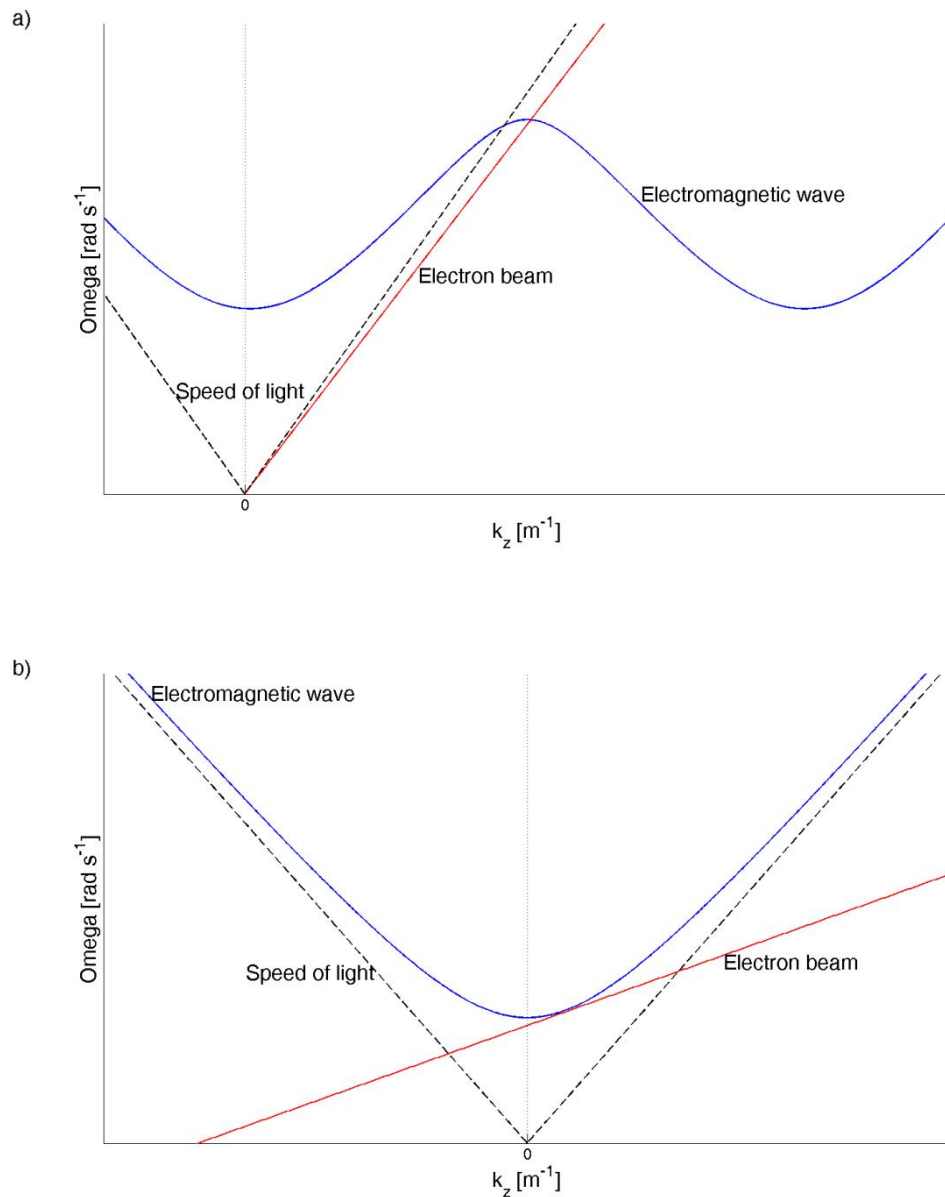 a)
Omega [rad s⁻¹]
Electromagnetic wave
Electron beam
Speed of light
0
k_z [m⁻¹]
b)
Electromagnetic wave
Omega [rad s⁻¹]
Speed of light
Electron beam
0
k_z [m⁻¹]